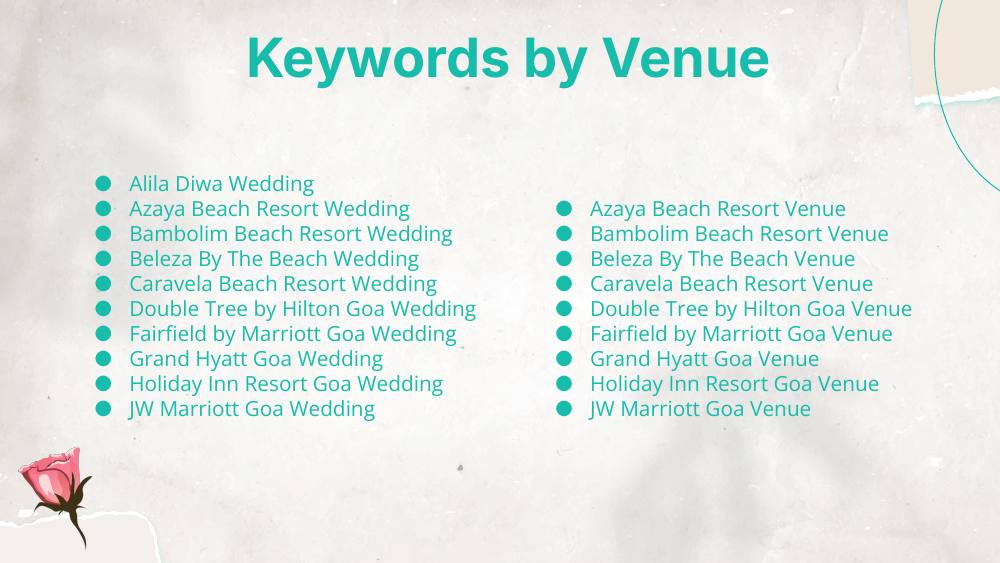 Keywords by Venue
● Alila Diwa Wedding
● Azaya Beach Resort Wedding
● Bambolim Beach Resort Wedding
● Beleza By The Beach Wedding
● Caravela Beach Resort Wedding
● Double Tree by Hilton Goa Wedding
● Fairfield by Marriott Goa Wedding
● Grand Hyatt Goa Wedding
● Holiday Inn Resort Goa Wedding
● JW Marriott Goa Wedding
● Azaya Beach Resort Venue
● Bambolim Beach Resort Venue
● Beleza By The Beach Venue
● Caravela Beach Resort Venue
● Double Tree by Hilton Goa Venue
● Fairfield by Marriott Goa Venue
● Grand Hyatt Goa Venue
● Holiday Inn Resort Goa Venue
● JW Marriott Goa Venue